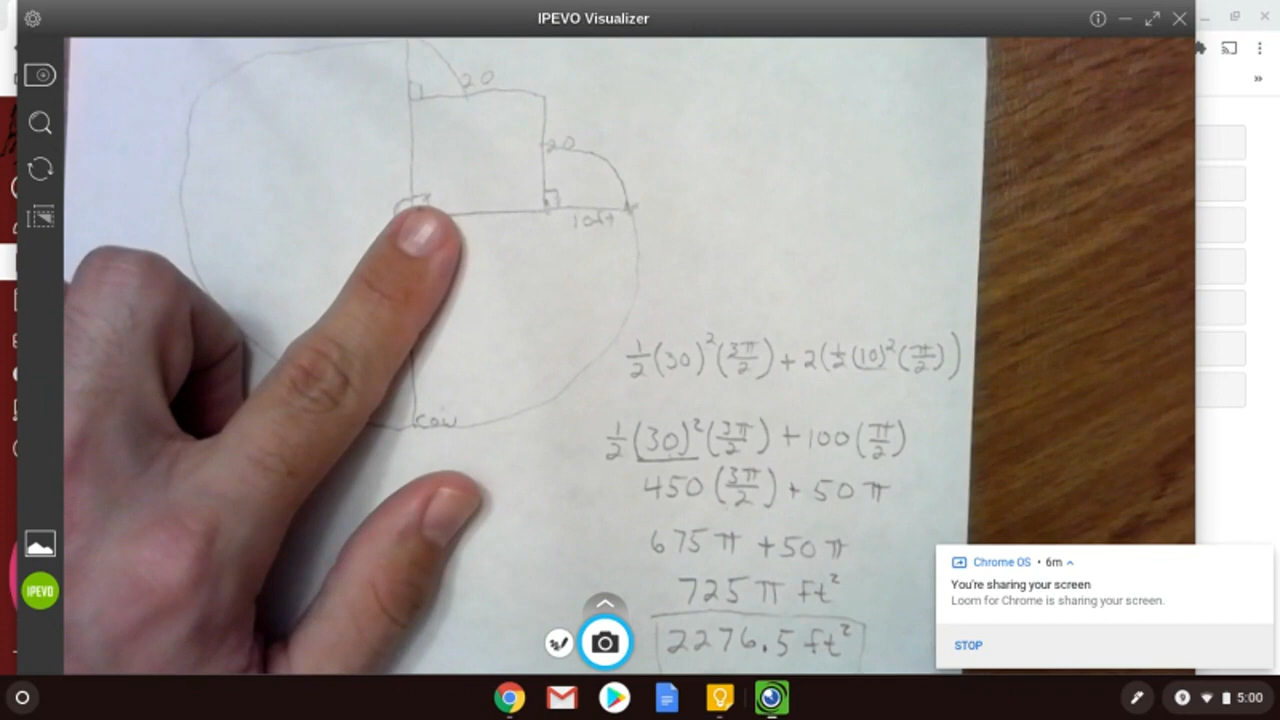 IPEVO Visualizer
20
20
10ft
cow
1/2(30)²(3π/2)+2(1/2(10)²(π/2))
1/2(30)²(3π/2)+100(π/2)
450(3π/2)+50π
675π+50π
725π ft²
2276.5 ft²
Chrome OS • 6m
You're sharing your screen
Loom for Chrome is sharing your screen.
STOP
IPEVO
5:00